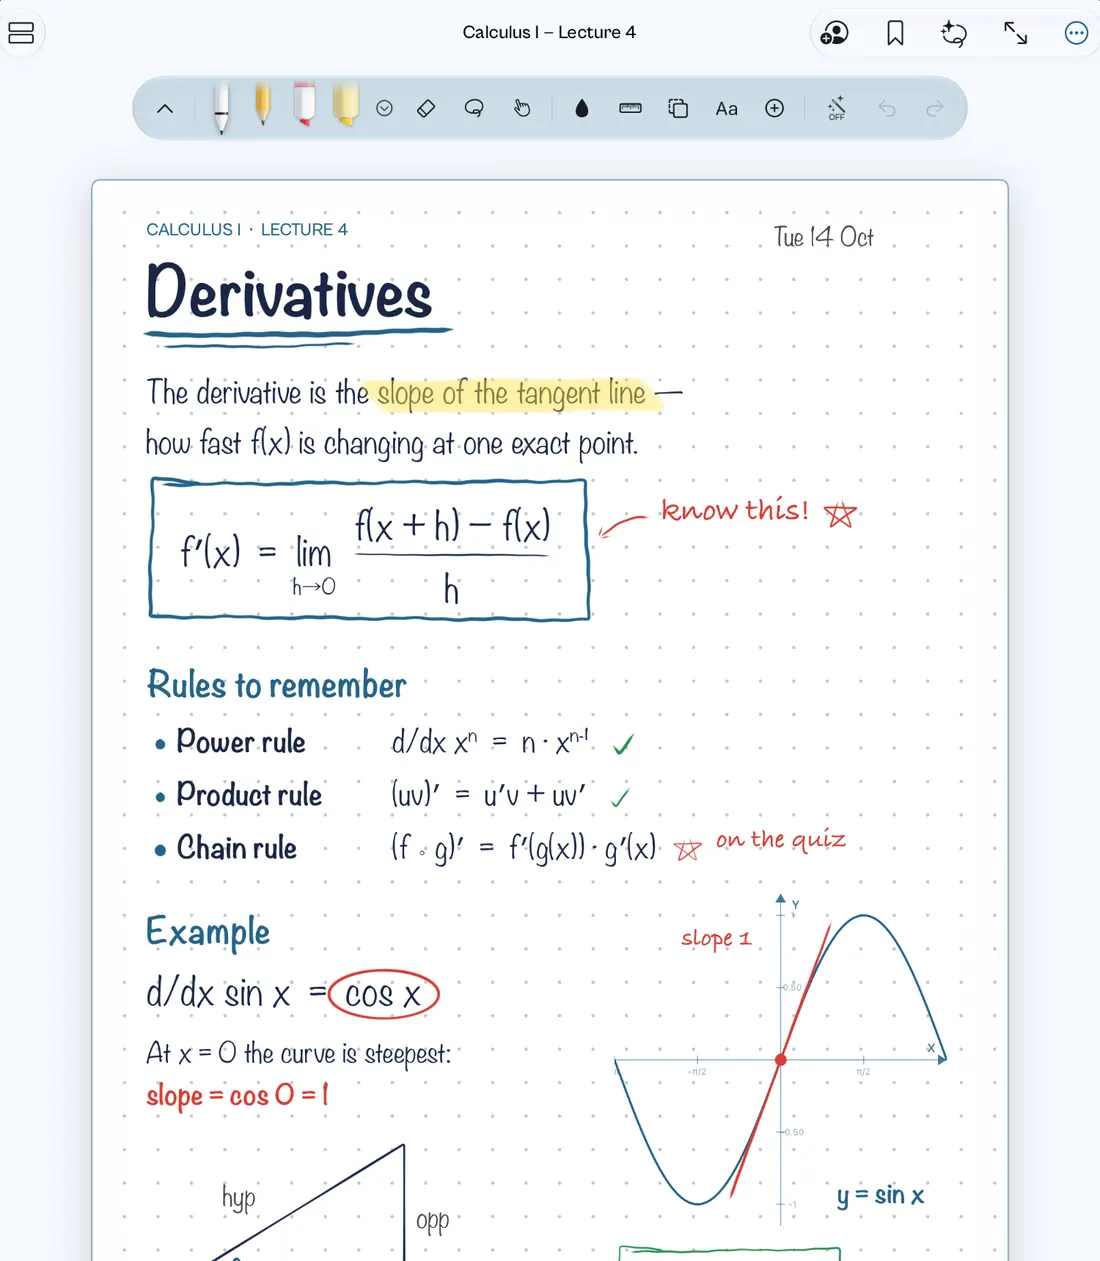 Calculus I – Lecture 4
Aa
OFF
CALCULUS I · LECTURE 4
Tue 14 Oct
Derivatives
The derivative is the slope of the tangent line —
how fast f(x) is changing at one exact point.
f′(x) = lim h→0 f(x + h) – f(x) / h
know this! ☆
Rules to remember
• Power rule d/dx xⁿ = n · xⁿ⁻¹ ✓
• Product rule (uv)′ = u′v + uv′ ✓
• Chain rule (f ∘ g)′ = f′(g(x)) · g′(x) ☆ on the quiz
Example
d/dx sin x = cos x
At x = 0 the curve is steepest:
slope = cos 0 = 1
hyp
opp
Y
slope 1
0.50
X
-π/2
π/2
-0.50
-1
y = sin x